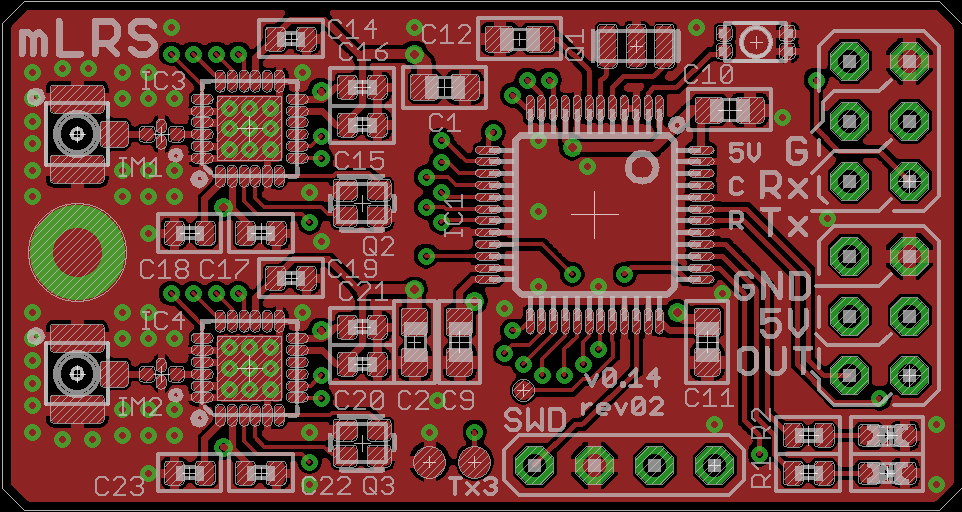 mLRS
C14
C16
C12
Q1
C10
IC3
C1
IM1
C15
5V
G
C
Rx
R
Tx
IC1
Q2
C18
C17
C19
C21
GND
5V
OUT
IC4
IM2
C20
C2
C9
C11
v0.14
rev02
SWD
R1
R2
C23
C22
Q3
Tx3